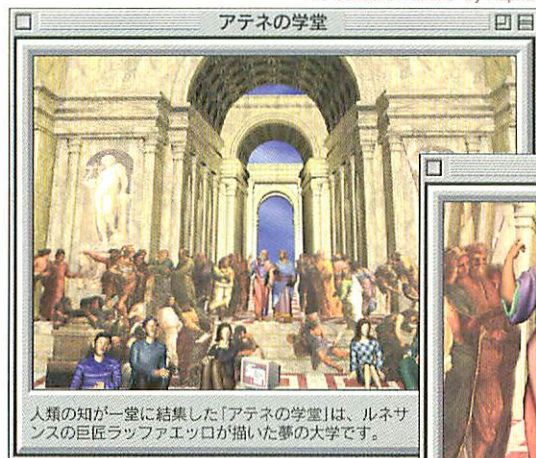 アテネの学堂
人類の知が一堂に結集した「アテネの学堂」は、ルネサ
ンスの巨匠ラッファエッロが描いた夢の大学です。